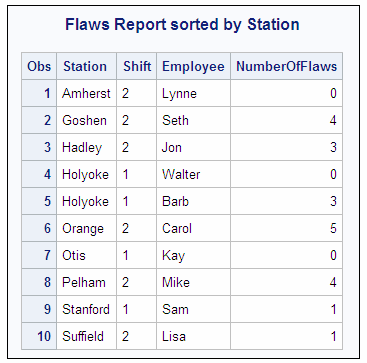 Flaws Report sorted by Station
Obs Station Shift Employee NumberOfFlaws
1 Amherst 2 Lynne 0
2 Goshen 2 Seth 4
3 Hadley 2 Jon 3
4 Holyoke 1 Walter 0
5 Holyoke 1 Barb 3
6 Orange 2 Carol 5
7 Otis 1 Kay 0
8 Pelham 2 Mike 4
9 Stanford 1 Sam 1
10 Suffield 2 Lisa 1